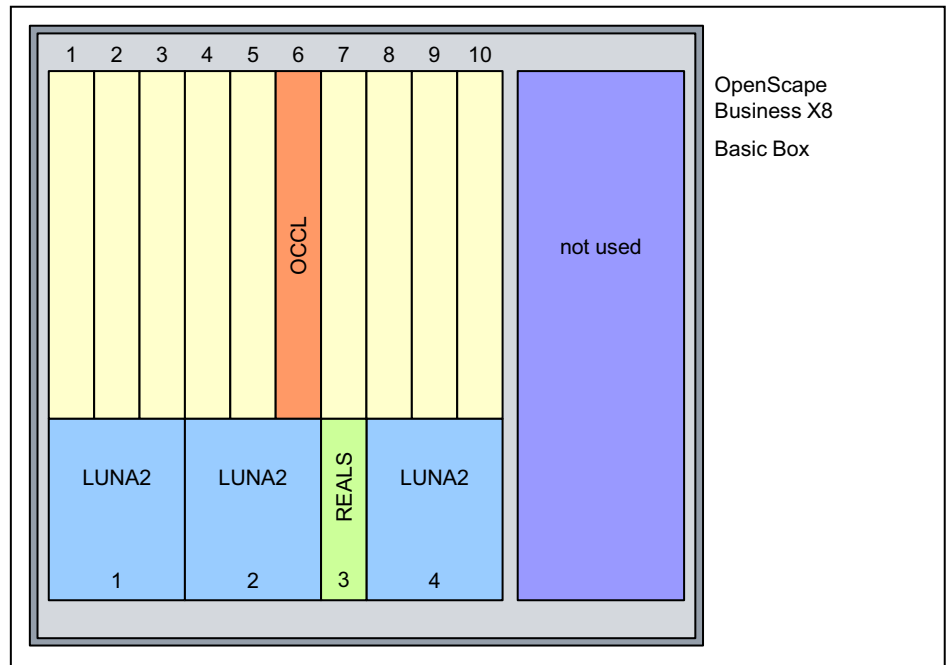 1 2 3 4 5 6 7 8 9 10
OpenScape
Business X8
Basic Box
OCCL
not used
LUNA2 LUNA2 REALS LUNA2
1 2 3 4